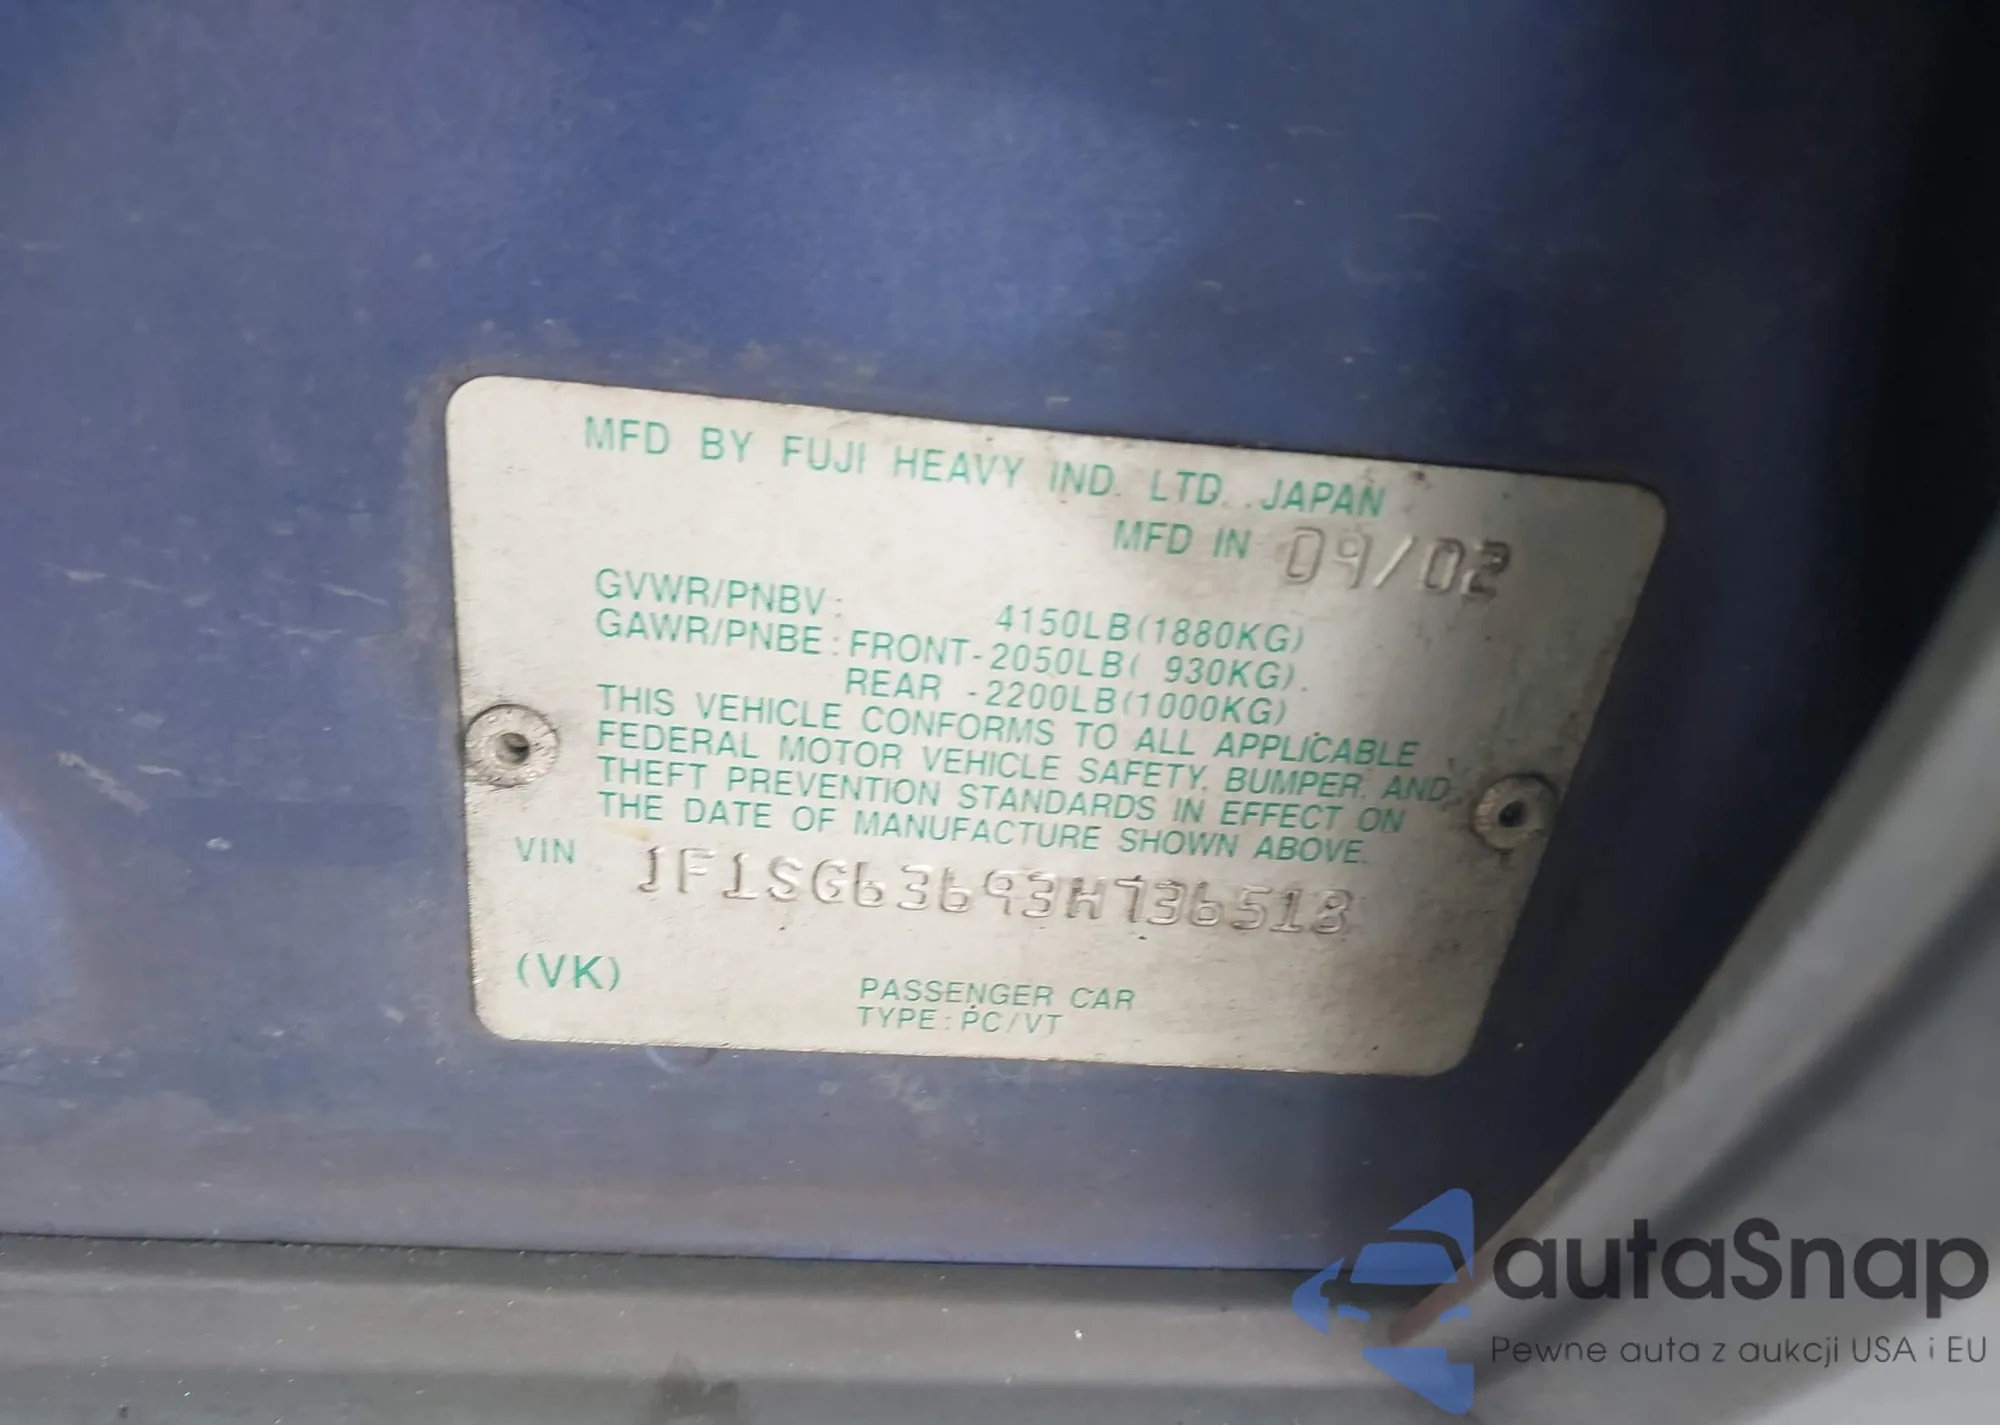 MFD BY FUJI HEAVY IND. LTD. JAPAN
MFD IN 09/02
GVWR/PNBV: 4150LB(1880KG)
GAWR/PNBE: FRONT-2050LB( 930KG).
REAR -2200LB(1000KG)
THIS VEHICLE CONFORMS TO ALL APPLICABLE
FEDERAL MOTOR VEHICLE SAFETY, BUMPER, AND
THEFT PREVENTION STANDARDS IN EFFECT ON
THE DATE OF MANUFACTURE SHOWN ABOVE.
VIN JF1SG63693H736518
(VK)
PASSENGER CAR
TYPE: PC/VT
autaSnap
Pewne auta z aukcji USA i EU